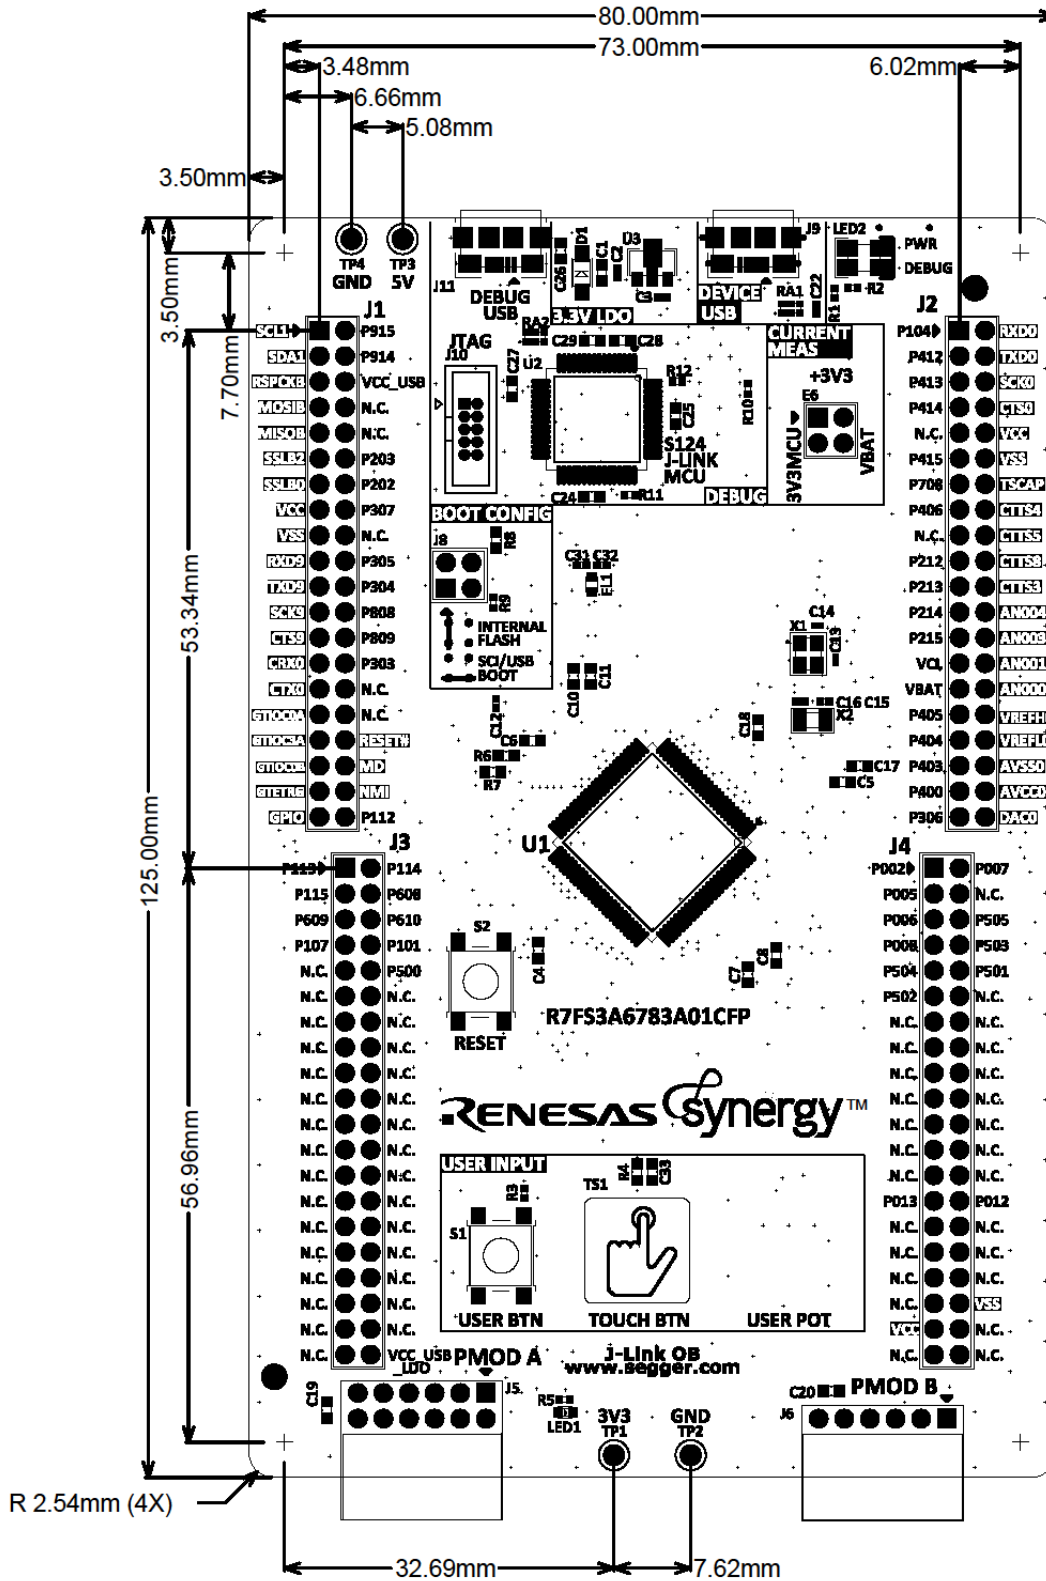 80.00mm
73.00mm
3.48mm
6.02mm
6.66mm
5.08mm
3.50mm
3.50mm
7.70mm
53.34mm
125.00mm
56.96mm
R 2.54mm (4X)
32.69mm
7.62mm
TP4
GND
TP3
5V
J11
DEBUG
USB
C26
D1
C1
C2
U3
C3
3.3V LDO
J9
DEVICE
USB
RA1
C22
LED2
PWR
DEBUG
R1
R2
J1
SCL1 P915
SDA1 P914
RSPCKB VCC_USB
MOSIB N.C.
MISOB N.C.
SSLB2 P203
SSLB0 P202
VCC P307
VSS N.C.
RXD9 P305
TXD9 P304
SCK9 P808
CTS9 P809
CRX0 P303
CTX0 N.C.
GTIOC0A N.C.
GTIOC3A RESET#
GTIOC0B MD
GTETRG NMI
GPIO P112
JTAG
J10
RA2
U2
C27
C29
C28
R12
C25
S124
J-LINK
MCU
C24
R11
DEBUG
R10
CURRENT
MEAS
+3V3
E6
3V3MCU
VBAT
J2
P104 RXD0
P412 TXD0
P413 SCK0
P414 CTS0
N.C. VCC
P415 VSS
P708 TSCAP
P406 CTTS4
N.C.
P212
P213 CTTS3
P214 AN004
P215 AN003
VCL AN001
VBAT AN000
P405 VREFH
P404 VREFL
P403 AVSS0
P400 AVCC0
P306 DAC0
BOOT CONFIG
J8
R8
R9
INTERNAL
FLASH
SCI/USB
BOOT
C31 C32
EL1
C10
C11
C12
C6
R6
R7
X1
C14
C13
C16 C15
X2
C18
C17
C5
U1
J3
P113 P114
P115 P608
P609 P610
P107 P101
N.C. P500
N.C. N.C.
N.C. N.C.
N.C. N.C.
N.C. N.C.
N.C. N.C.
N.C. N.C.
N.C. N.C.
N.C. N.C.
N.C. N.C.
N.C. N.C.
N.C. N.C.
N.C. N.C.
N.C. N.C.
N.C. N.C.
N.C. VCC_USB
_LDO
J4
P002 P007
P005 N.C.
P006 P505
P008 P503
P504 P501
P502 N.C.
N.C. N.C.
N.C. N.C.
N.C. N.C.
N.C. N.C.
N.C. N.C.
N.C. N.C.
N.C. N.C.
P013 P012
N.C. N.C.
N.C. N.C.
N.C. N.C.
N.C. VSS
VCC N.C.
N.C. N.C.
S2
RESET
C4
C7
C8
R7FS3A6783A01CFP
RENESAS synergy™
USER INPUT
R3
S1
USER BTN
R4
C33
TS1
TOUCH BTN
USER POT
PMOD A
J5
C19
J-Link OB
www.segger.com
R5
LED1
3V3
TP1
GND
TP2
C20
PMOD B
J6